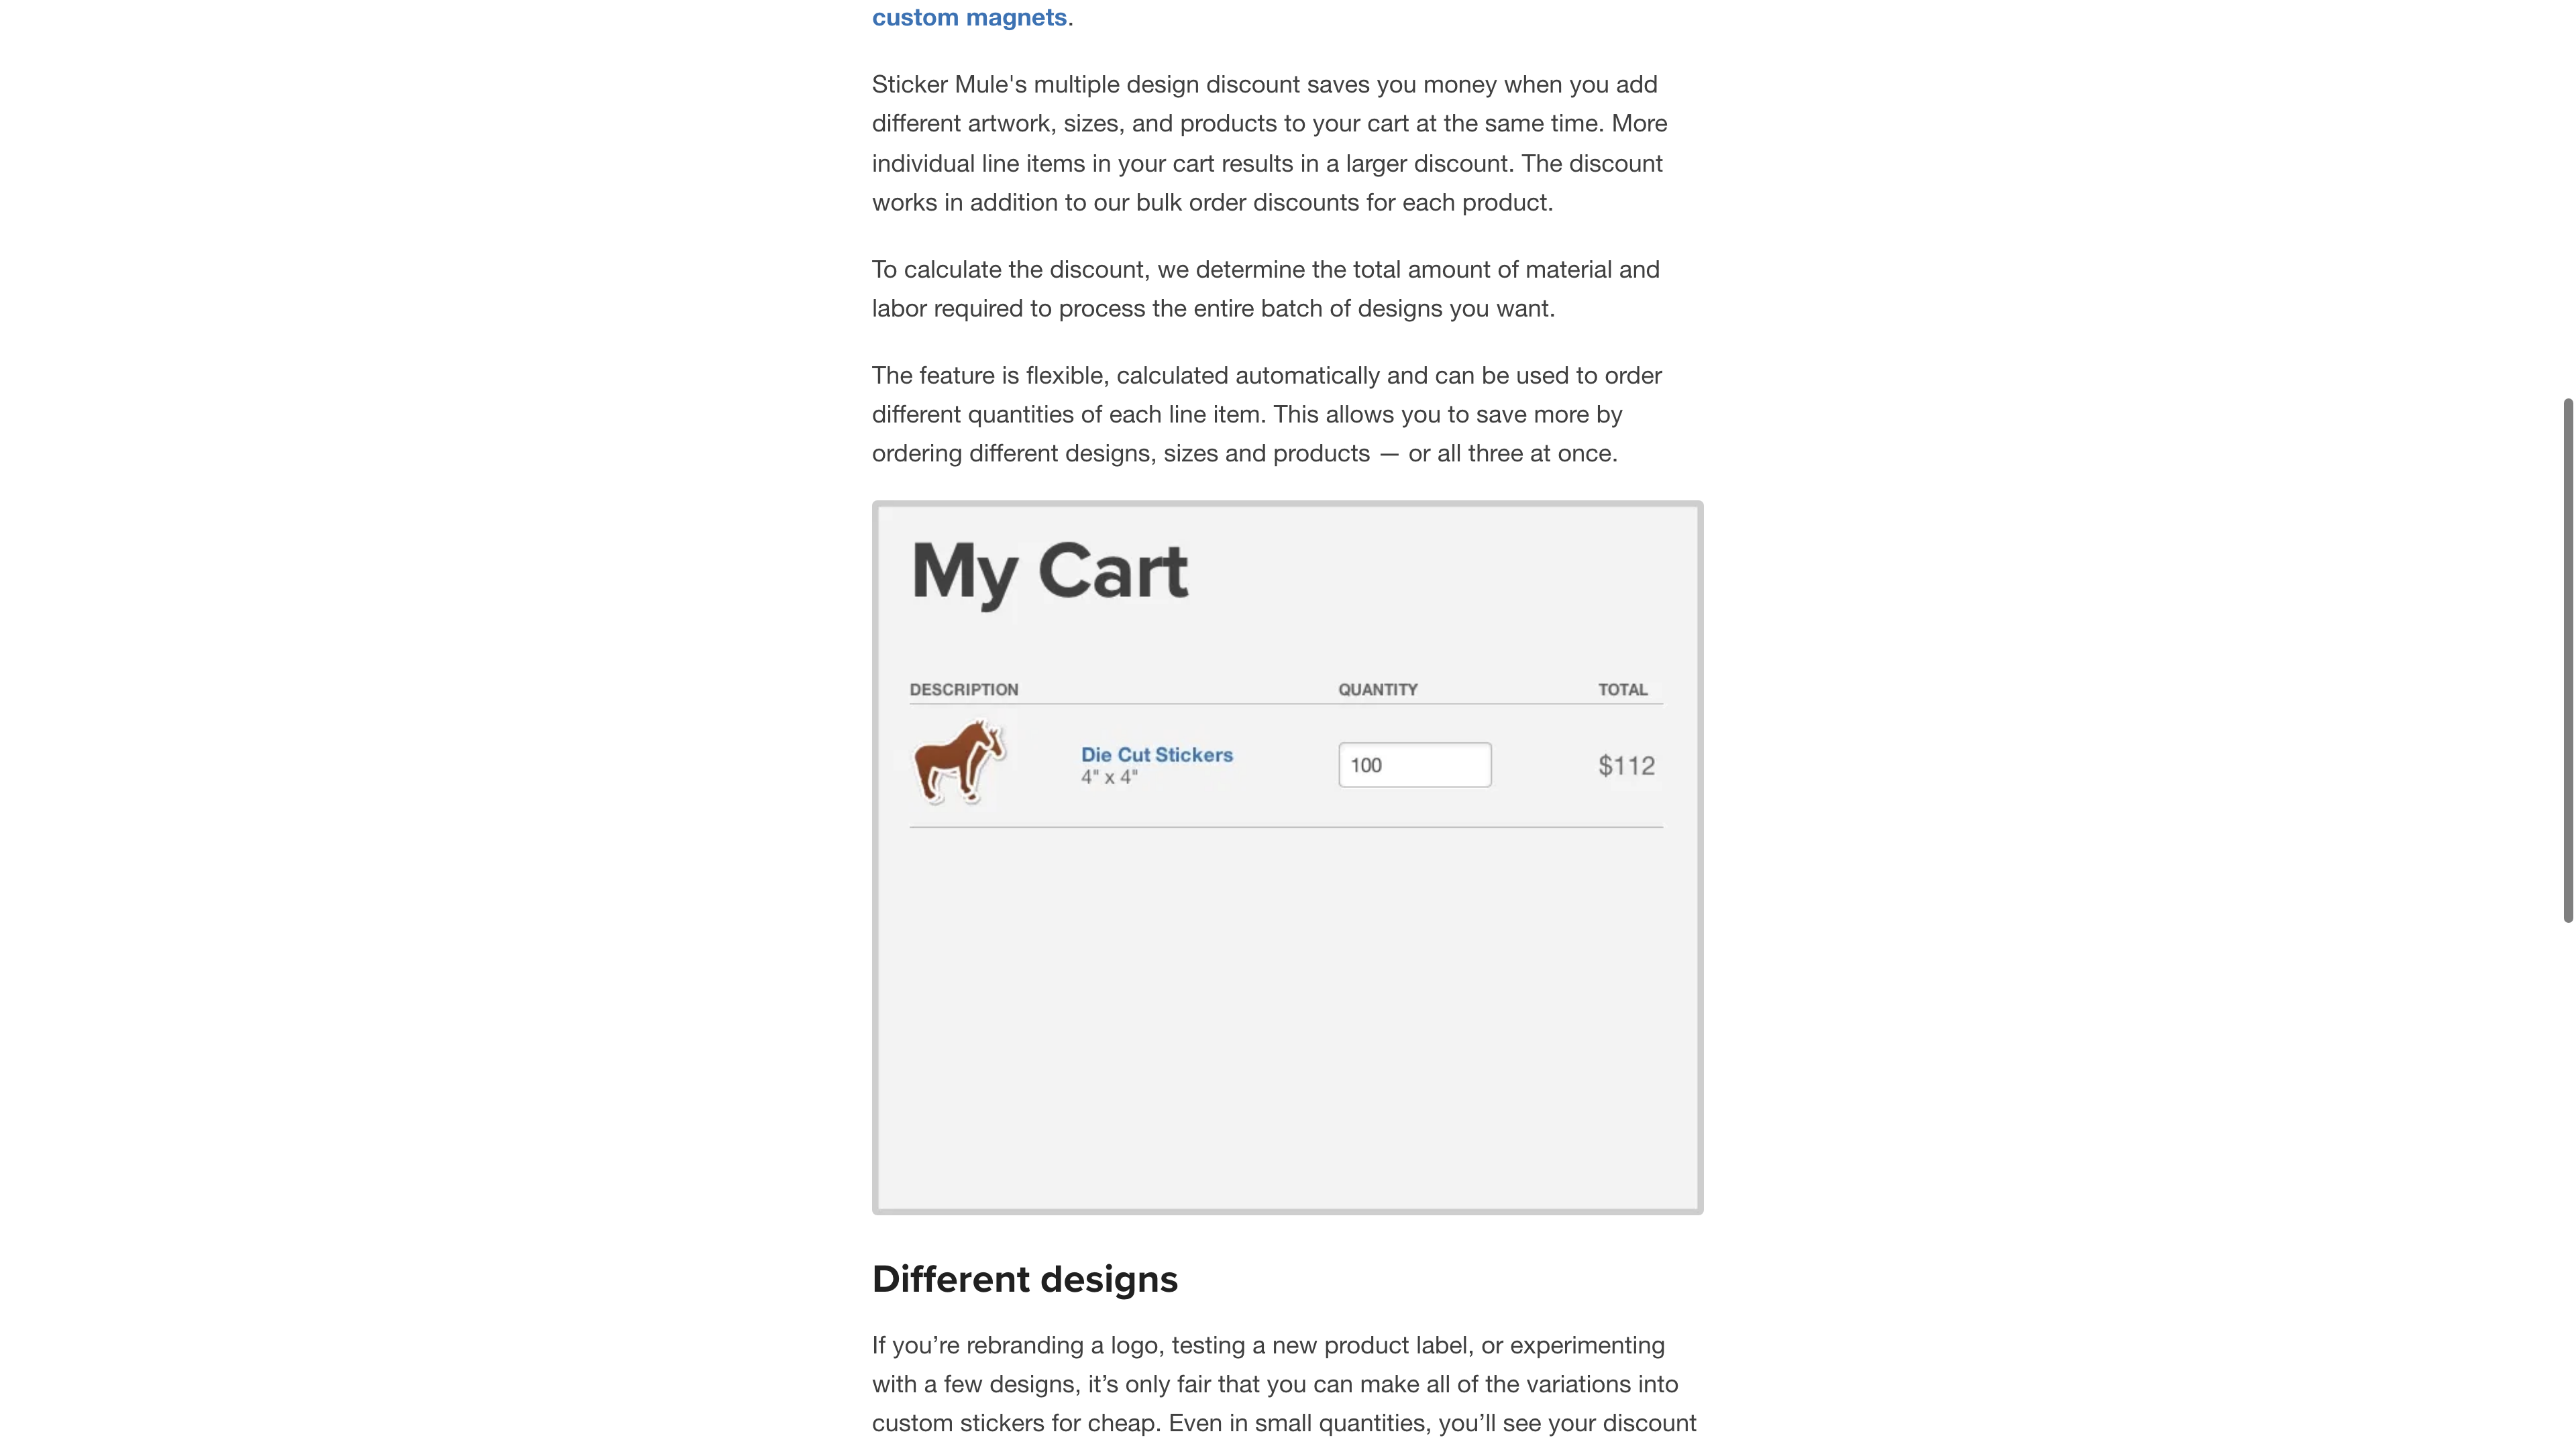 custom magnets.
Sticker Mule's multiple design discount saves you money when you add
different artwork, sizes, and products to your cart at the same time. More
individual line items in your cart results in a larger discount. The discount
works in addition to our bulk order discounts for each product.
To calculate the discount, we determine the total amount of material and
labor required to process the entire batch of designs you want.
The feature is flexible, calculated automatically and can be used to order
different quantities of each line item. This allows you to save more by
ordering different designs, sizes and products — or all three at once.
My Cart
DESCRIPTION QUANTITY TOTAL
Die Cut Stickers
4" x 4"
100
$112
Different designs
If you’re rebranding a logo, testing a new product label, or experimenting
with a few designs, it’s only fair that you can make all of the variations into
custom stickers for cheap. Even in small quantities, you’ll see your discount